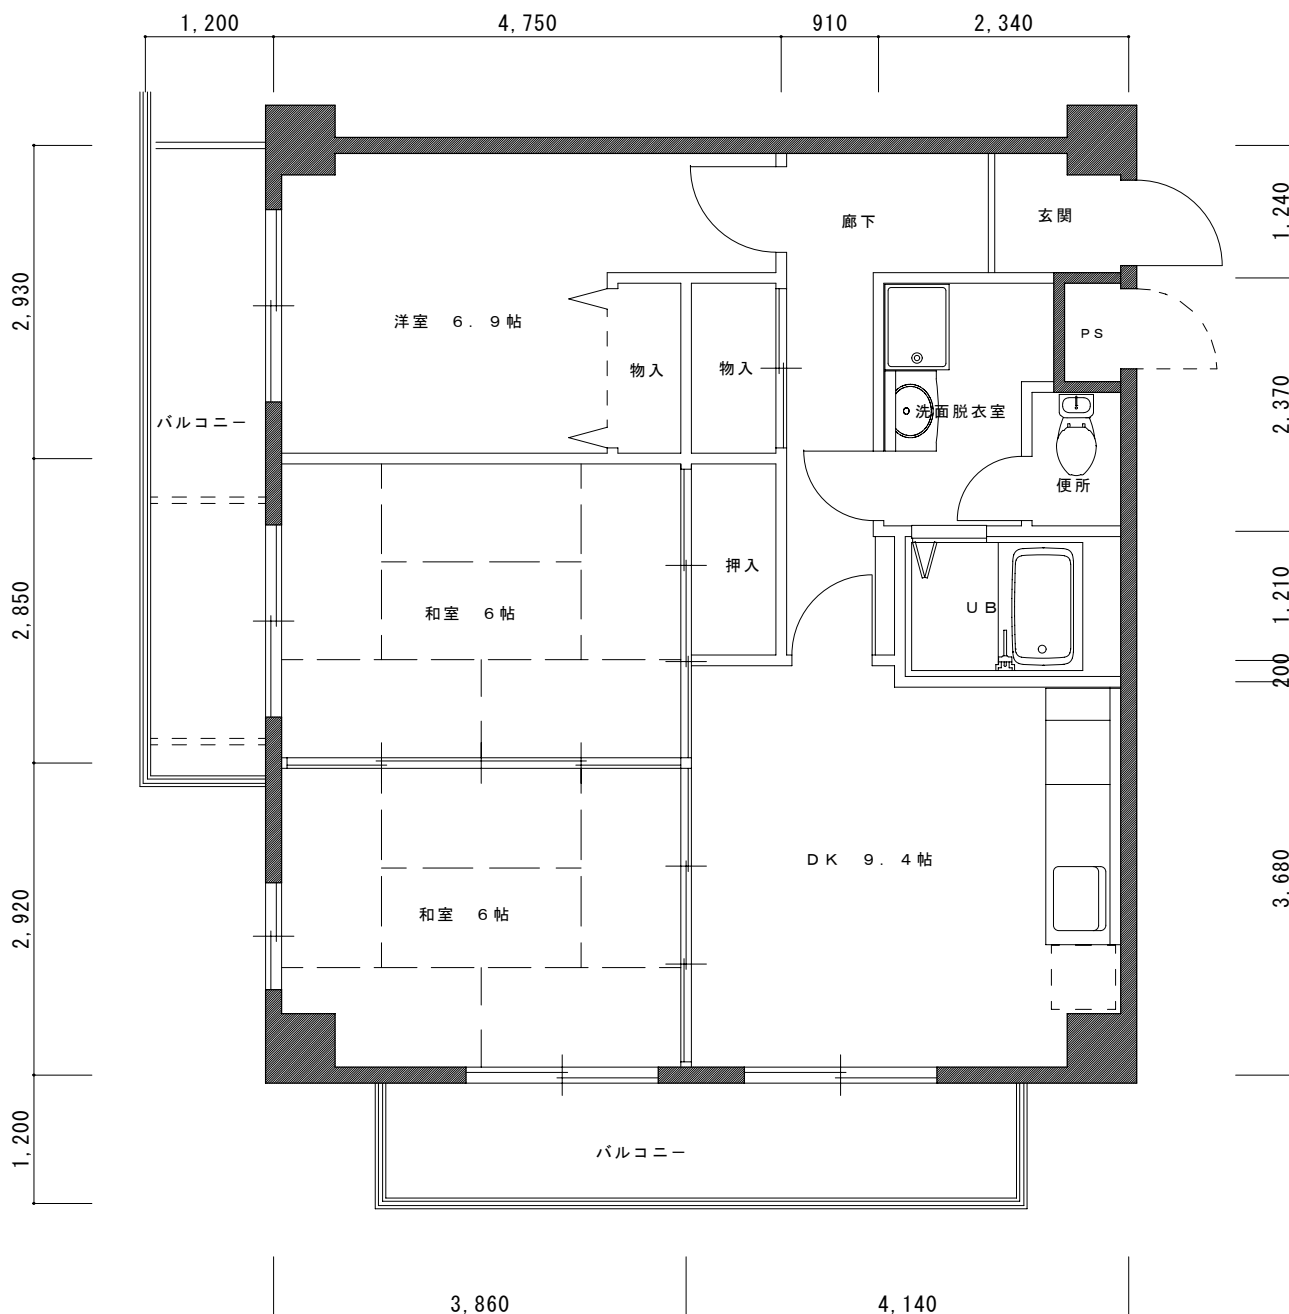 1,200
4,750
910
2,340
1,240
廊下
玄関
2,930
洋室 6.9帖
PS
物入
物入
2,370
洗面脱衣室
バルコニー
便所
押入
1,210
UB
和室 6帖
2,850
200
DK 9.4帖
3,680
和室 6帖
2,920
1,200
バルコニー
3,860
4,140